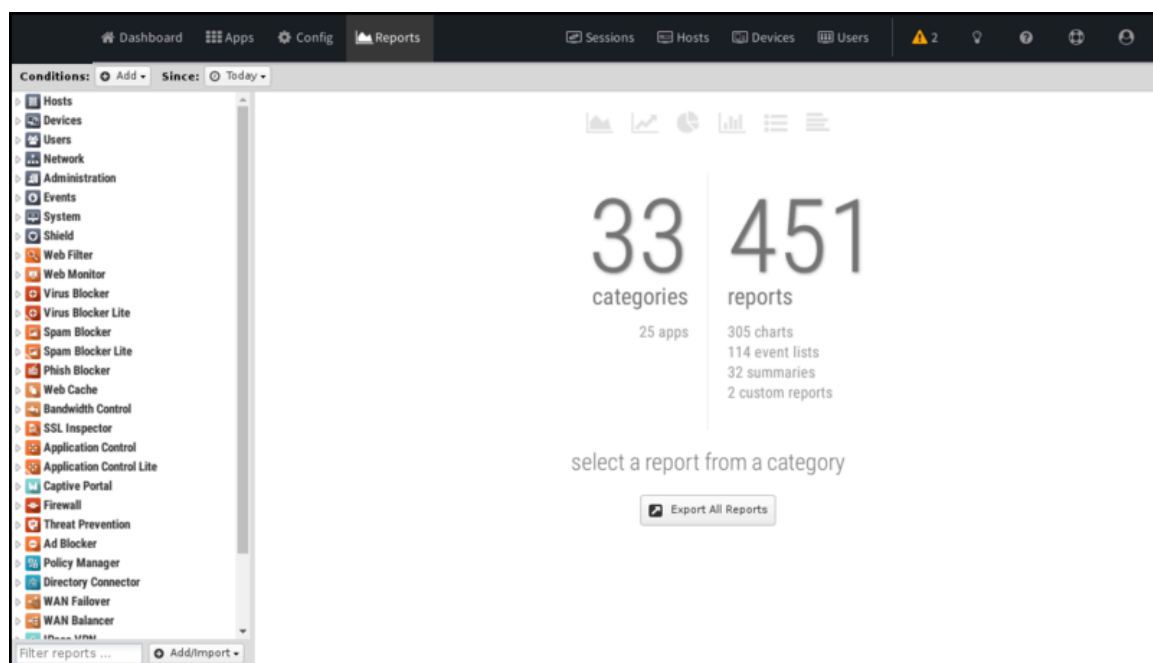 Dashboard Apps Config Reports Sessions Hosts Devices Users 2
Conditions: Add Since: Today
Hosts
Devices
Users
Network
Administration
Events
System
Shield
Web Filter
Web Monitor
Virus Blocker
Virus Blocker Lite
Spam Blocker
Spam Blocker Lite
Phish Blocker
Web Cache
Bandwidth Control
SSL Inspector
Application Control
Application Control Lite
Captive Portal
Firewall
Threat Prevention
Ad Blocker
Policy Manager
Directory Connector
WAN Failover
WAN Balancer
IPsec VPN
Filter reports ... Add/Import
33
categories
25 apps
451
reports
305 charts
114 event lists
32 summaries
2 custom reports
select a report from a category
Export All Reports